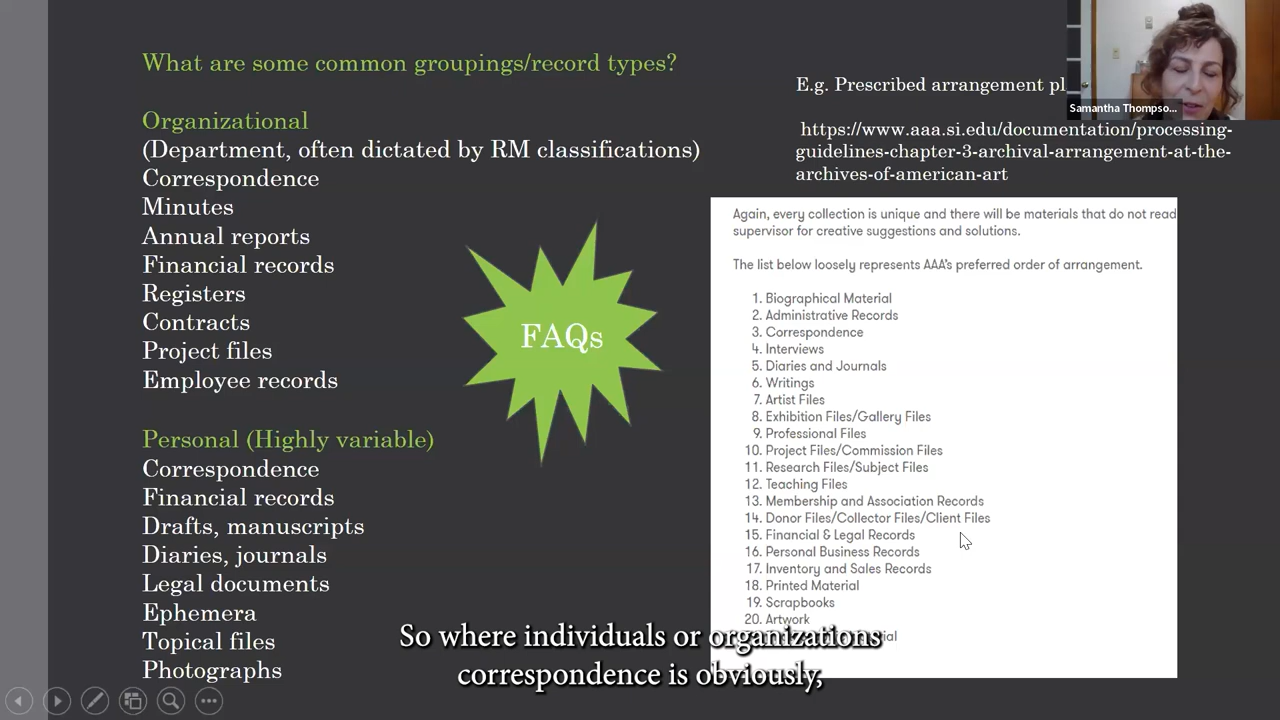 What are some common groupings/record types?
Organizational
(Department, often dictated by RM classifications)
Correspondence
Minutes
Annual reports
Financial records
Registers
Contracts
Project files
Employee records
Personal (Highly variable)
Correspondence
Financial records
Drafts, manuscripts
Diaries, journals
Legal documents
Ephemera
Topical files
Photographs
FAQs
E.g. Prescribed arrangement pl
Samantha Thompso...
https://www.aaa.si.edu/documentation/processing-
guidelines-chapter-3-archival-arrangement-at-the-
archives-of-american-art
Again, every collection is unique and there will be materials that do not read
supervisor for creative suggestions and solutions.
The list below loosely represents AAA's preferred order of arrangement.
1. Biographical Material
2. Administrative Records
3. Correspondence
4. Interviews
5. Diaries and Journals
6. Writings
7. Artist Files
8. Exhibition Files/Gallery Files
9. Professional Files
10. Project Files/Commission Files
11. Research Files/Subject Files
12. Teaching Files
13. Membership and Association Records
14. Donor Files/Collector Files/Client Files
15. Financial & Legal Records
16. Personal Business Records
17. Inventory and Sales Records
18. Printed Material
19. Scrapbooks
20. Artwork
So where individuals or organizations
correspondence is obviously,